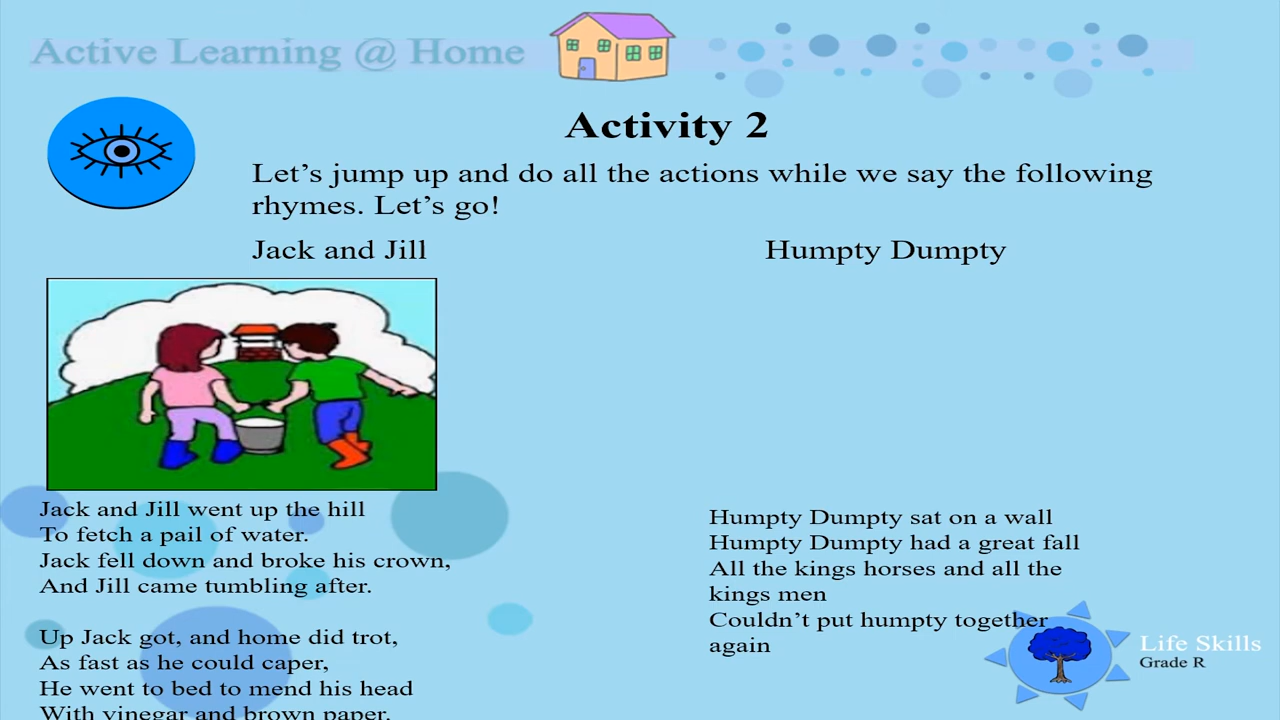 Active Learning @ Home
Activity 2
Let’s jump up and do all the actions while we say the following
rhymes. Let’s go!
Jack and Jill
Jack and Jill went up the hill
To fetch a pail of water.
Jack fell down and broke his crown,
And Jill came tumbling after.
Up Jack got, and home did trot,
As fast as he could caper,
He went to bed to mend his head
With vinegar and brown paper.
Humpty Dumpty
Humpty Dumpty sat on a wall
Humpty Dumpty had a great fall
All the kings horses and all the
kings men
Couldn’t put humpty together
again
Life Skills
Grade R